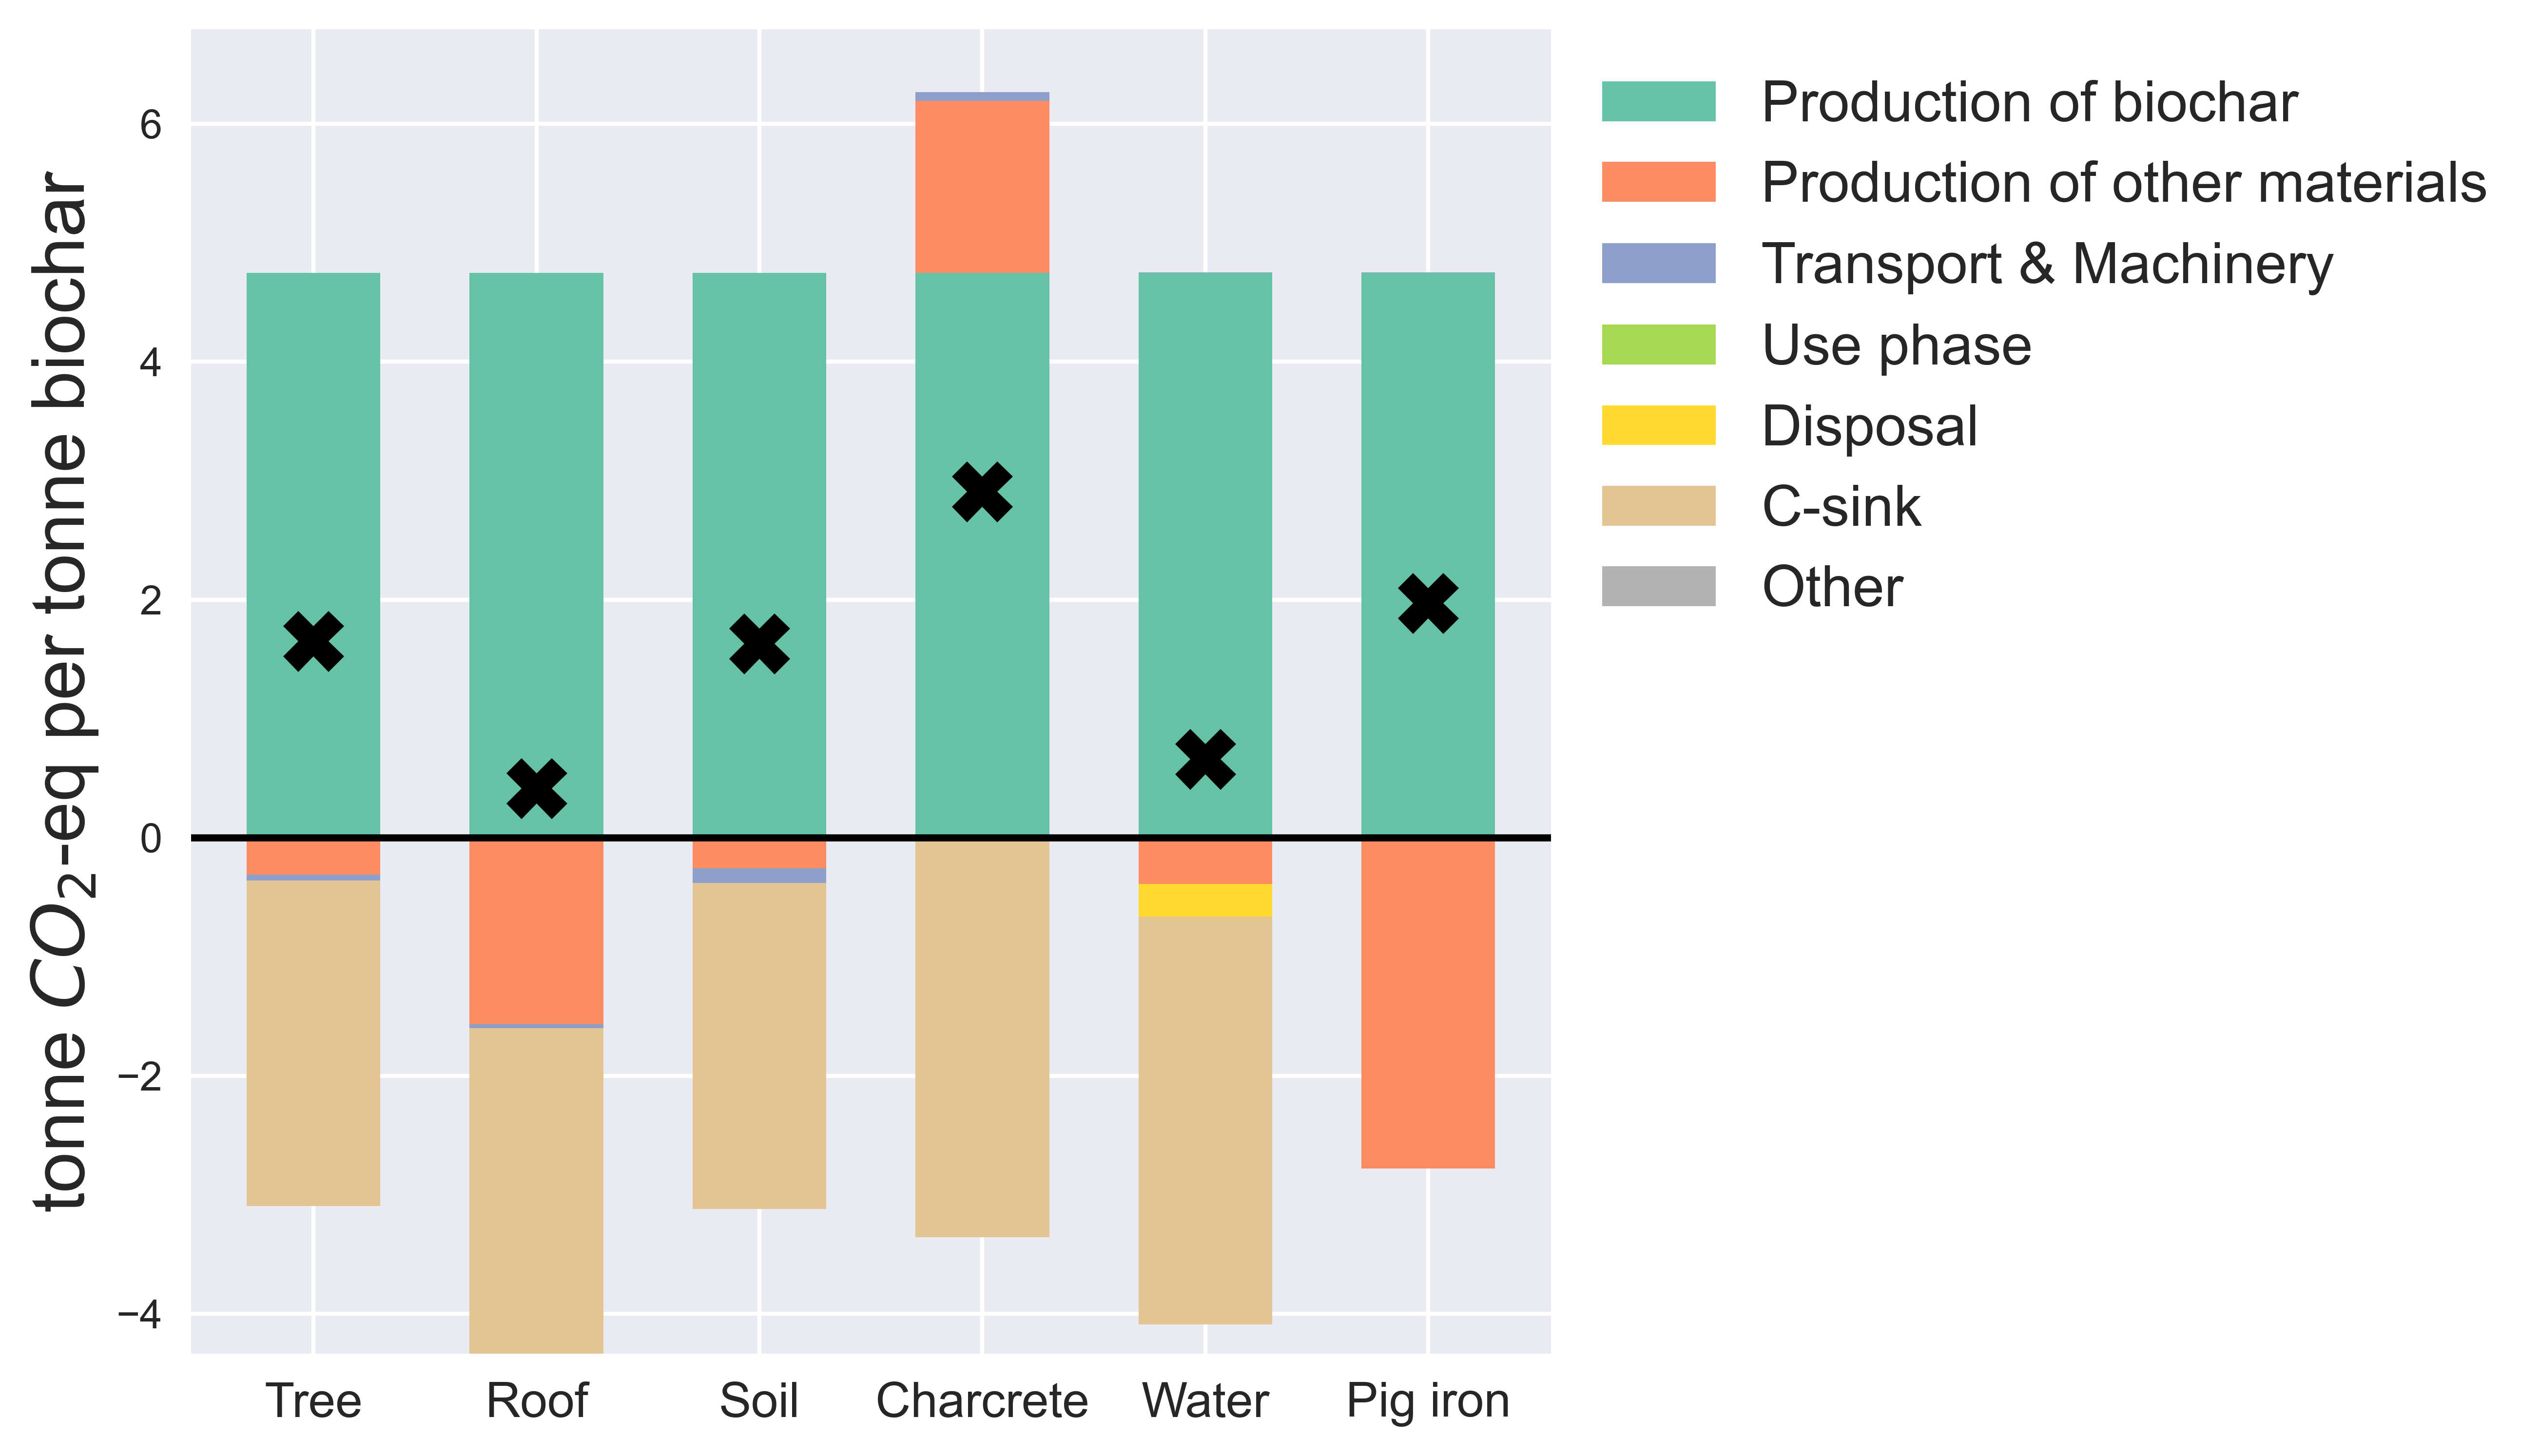 tonne CO₂-eq per tonne biochar
6
4
2
0
−2
−4
Tree Roof Soil Charcrete Water Pig iron
Production of biochar
Production of other materials
Transport & Machinery
Use phase
Disposal
C-sink
Other